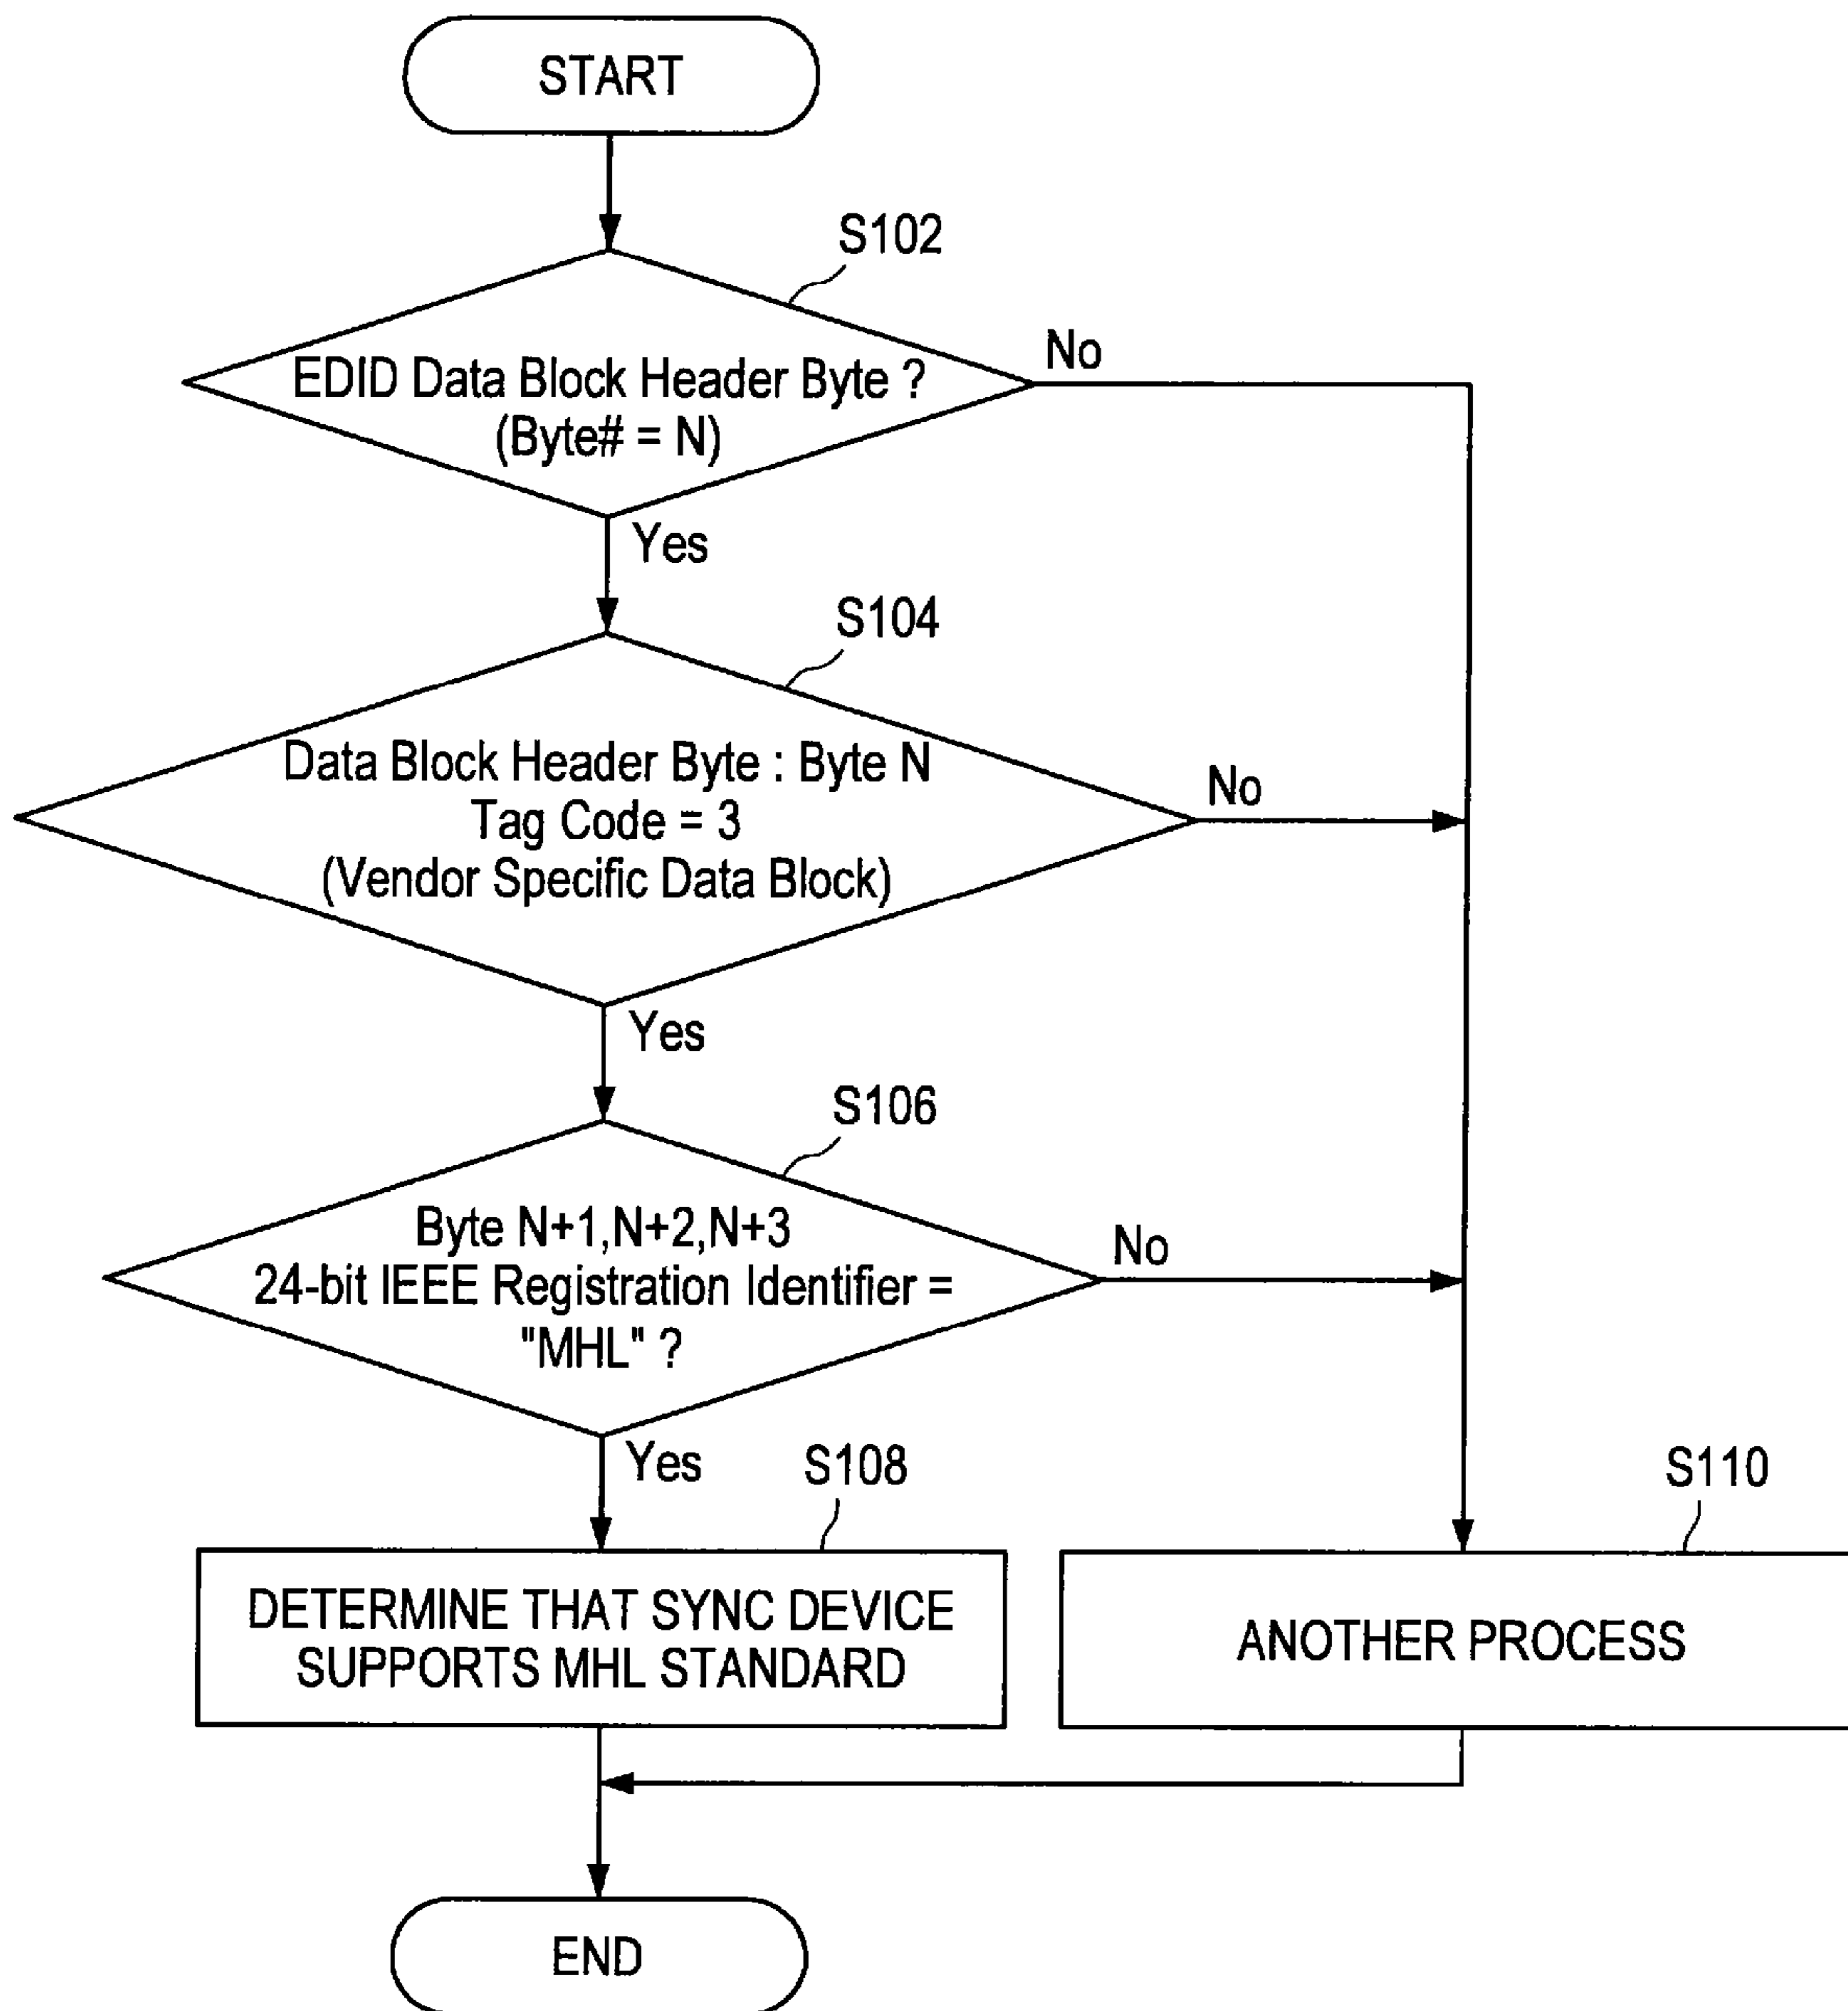 START
S102
EDID Data Block Header Byte ?
(Byte# = N)
No
Yes
S104
Data Block Header Byte : Byte N
Tag Code = 3
(Vendor Specific Data Block)
No
Yes
S106
Byte N+1,N+2,N+3
24-bit IEEE Registration Identifier =
"MHL" ?
No
Yes
S108
S110
DETERMINE THAT SYNC DEVICE
SUPPORTS MHL STANDARD
ANOTHER PROCESS
END